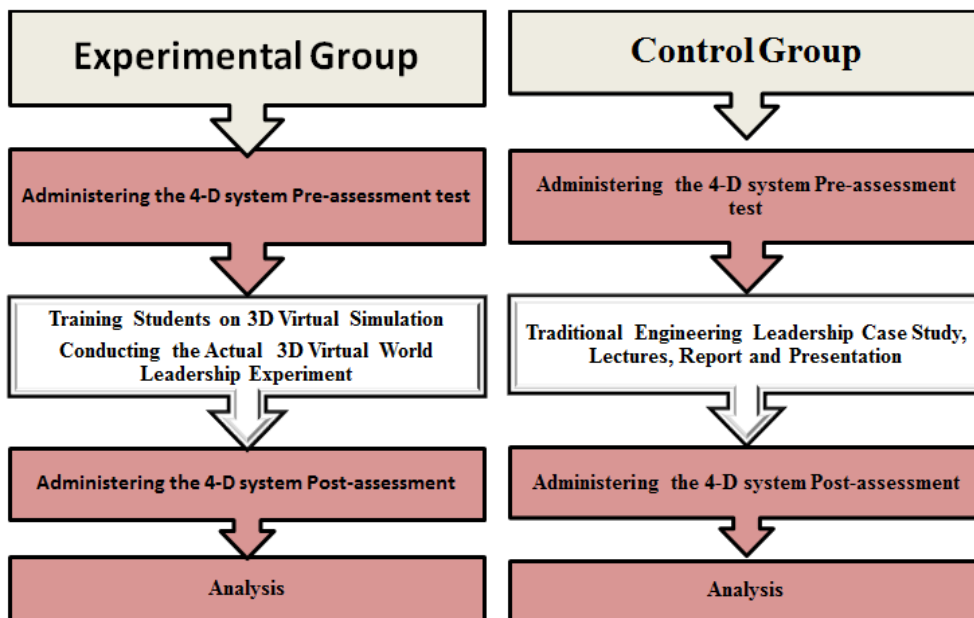 Experimental Group
Administering the 4-D system Pre-assessment test
Training Students on 3D Virtual Simulation
Conducting the Actual 3D Virtual World
Leadership Experiment
Administering the 4-D system Post-assessment
Analysis
Control Group
Administering the 4-D system Pre-assessment
test
Traditional Engineering Leadership Case Study,
Lectures, Report and Presentation
Administering the 4-D system Post-assessment
Analysis